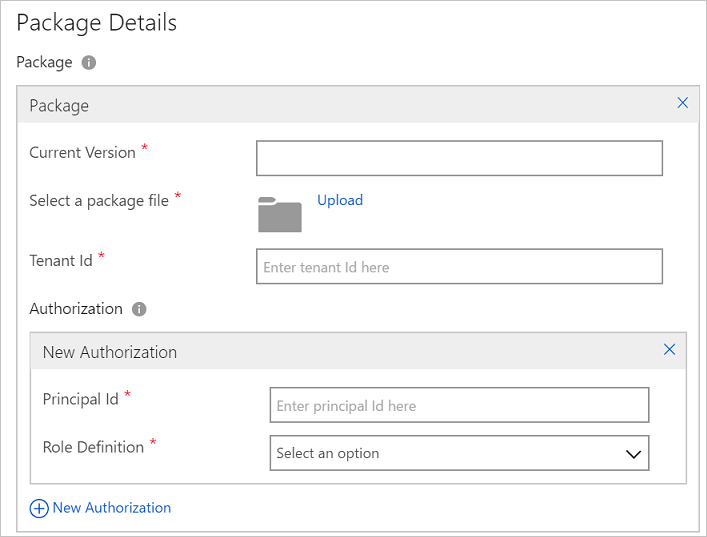 Package Details
Package
Package
Current Version *
Select a package file *
Upload
Tenant Id *
Enter tenant Id here
Authorization
New Authorization
Principal Id *
Enter principal Id here
Role Definition *
Select an option
New Authorization